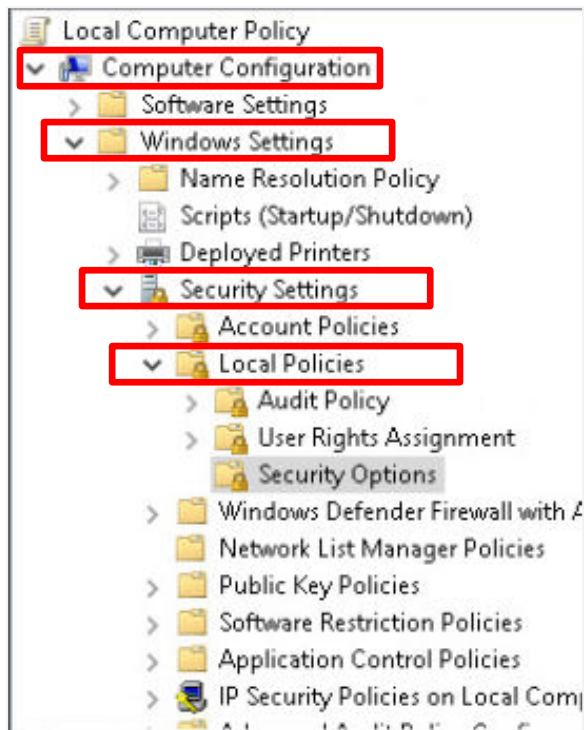 Local Computer Policy
Computer Configuration
Software Settings
Windows Settings
Name Resolution Policy
Scripts (Startup/Shutdown)
Deployed Printers
Security Settings
Account Policies
Local Policies
Audit Policy
User Rights Assignment
Security Options
Windows Defender Firewall with
Network List Manager Policies
Public Key Policies
Software Restriction Policies
Application Control Policies
IP Security Policies on Local